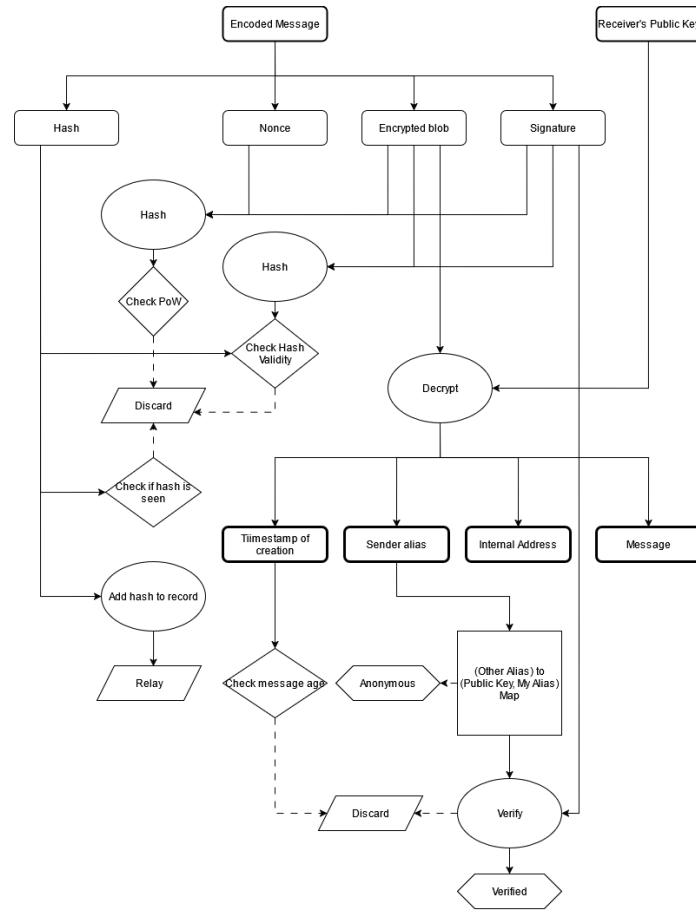 Encoded Message
Receiver's Public Key
Hash
Nonce
Encrypted blob
Signature
Hash
Hash
Check PoW
Check Hash
Validity
Decrypt
Discard
Check if hash is
seen
Tiimestamp of
creation
Sender alias
Internal Address
Message
Add hash to record
(Other Alias) to
(Public Key, My Alias)
Map
Relay
Check message age
Anonymous
Discard
Verify
Verified